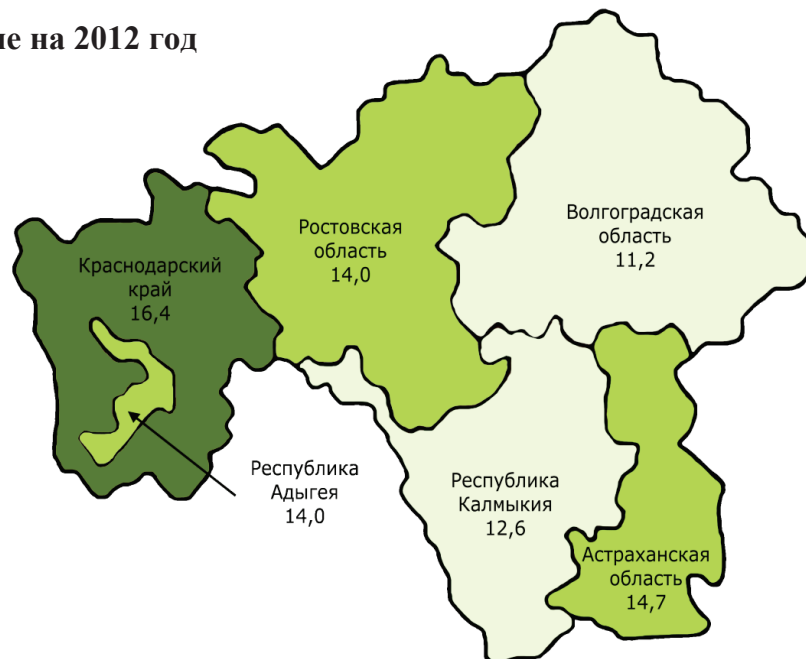 не на 2012 год
Ростовская
область
14,0
Волгоградская
область
11,2
Краснодарский
край
16,4
Республика
Адыгея
14,0
Республика
Калмыкия
12,6
Астраханская
область
14,7